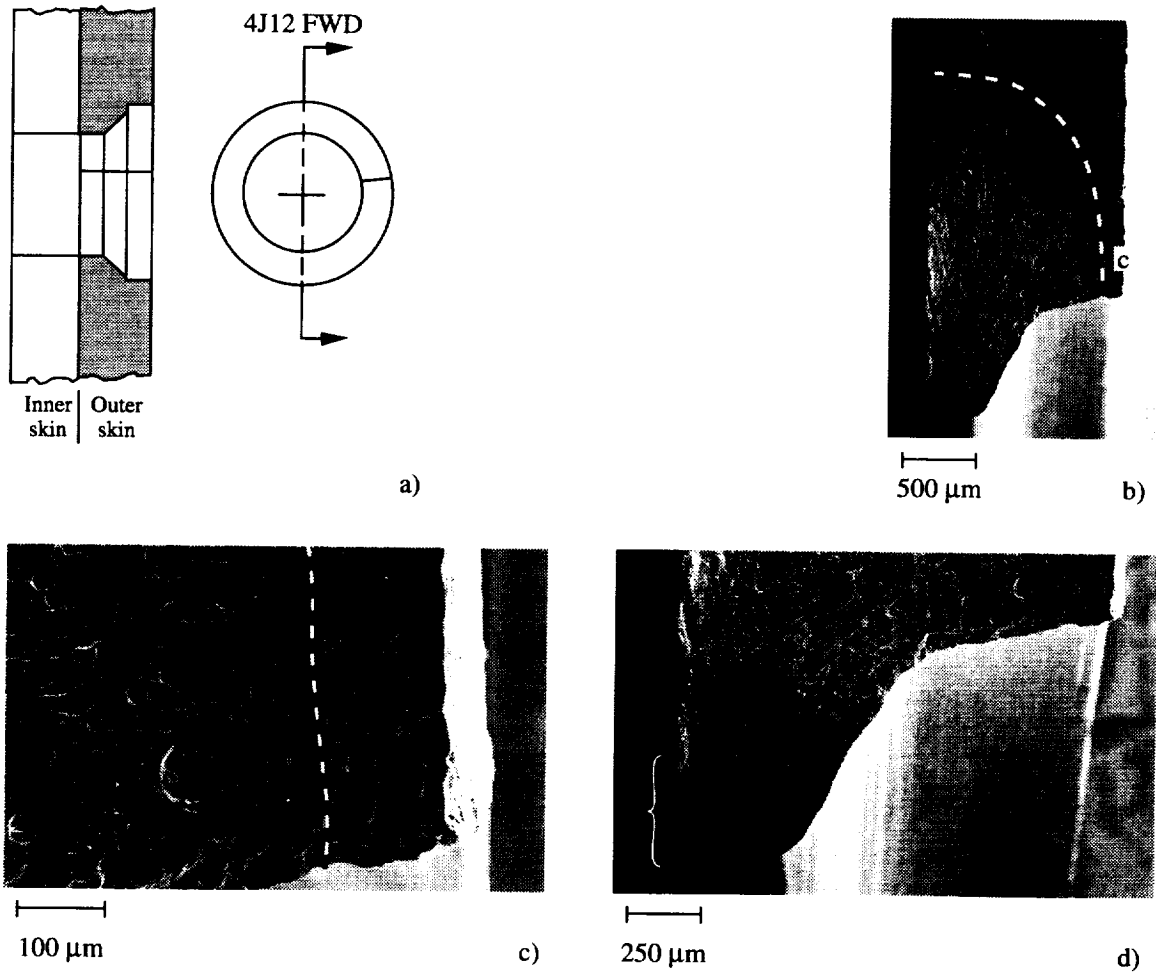 4J12 FWD
Inner skin
Outer skin
a)
c
500 μm
b)
100 μm
c)
250 μm
d)